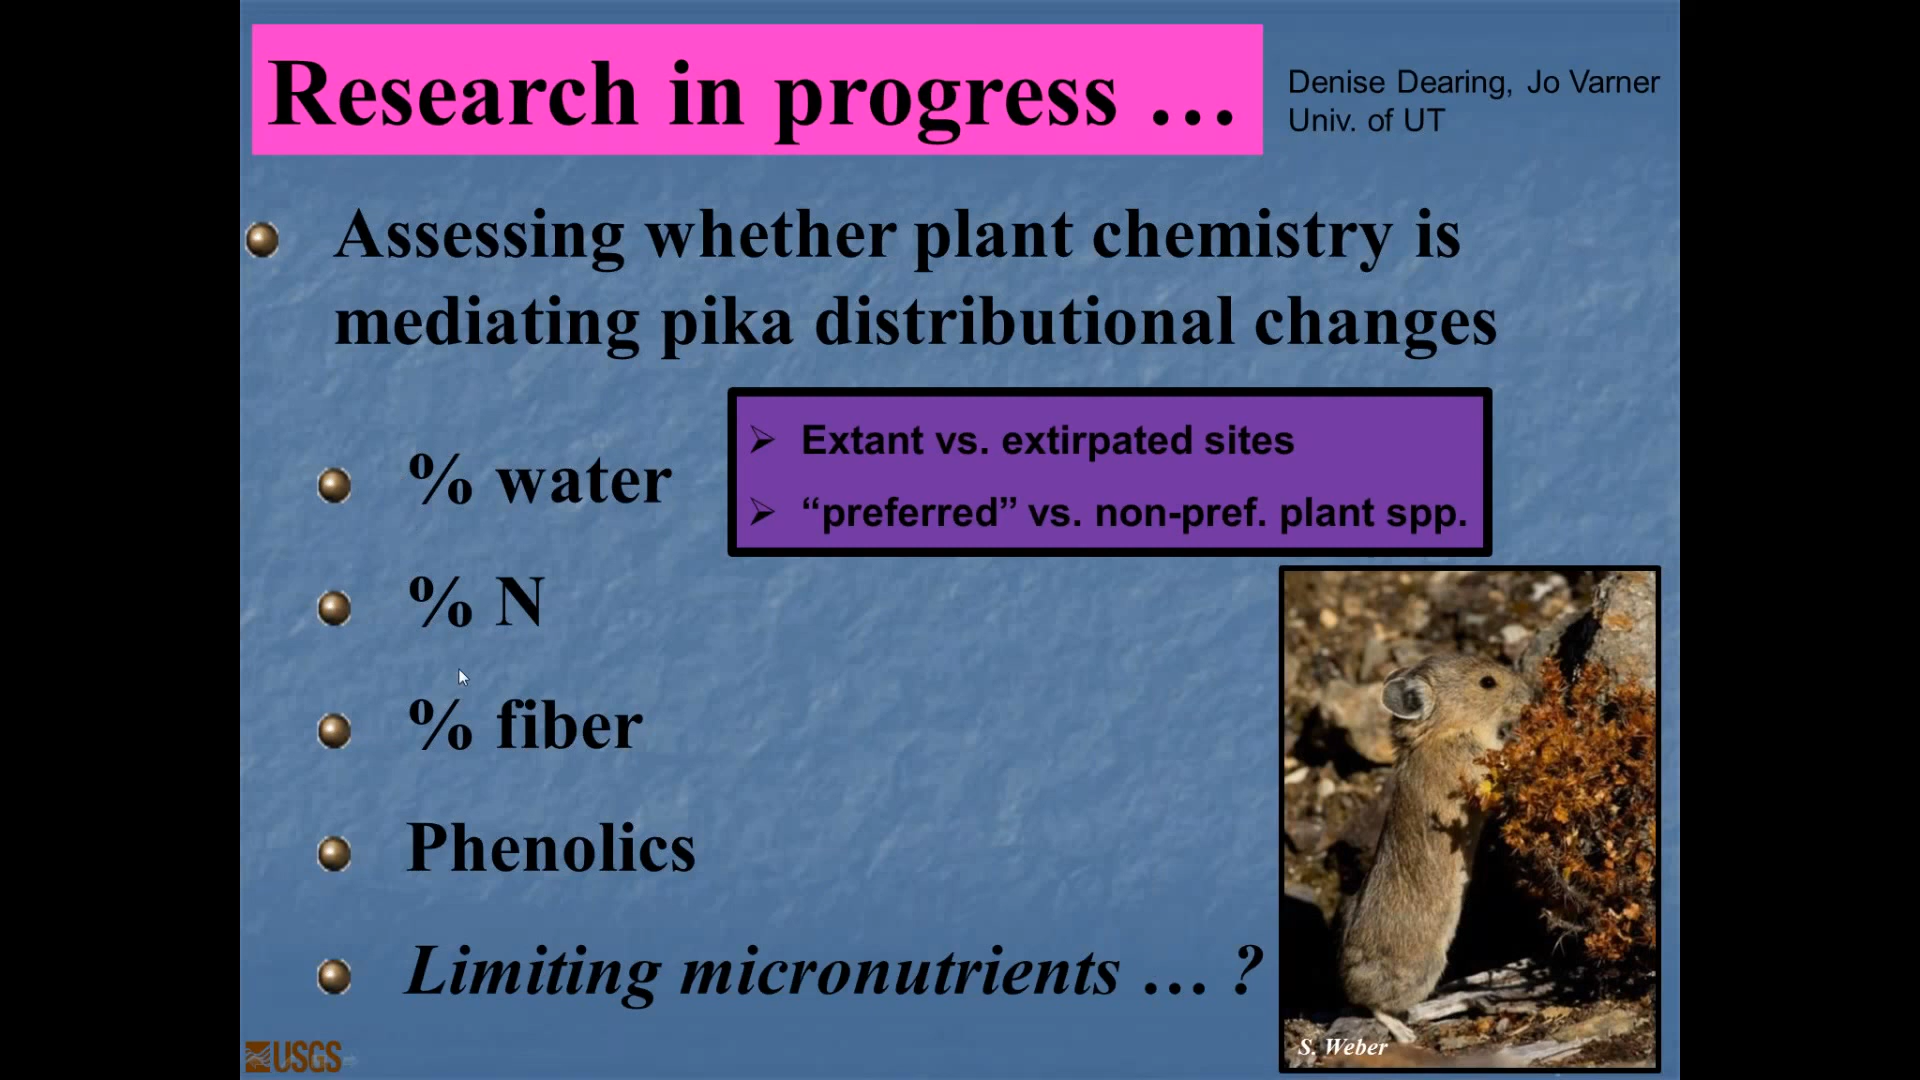 Research in progress …
Denise Dearing, Jo Varner
Univ. of UT
Assessing whether plant chemistry is
mediating pika distributional changes
Extant vs. extirpated sites
“preferred” vs. non-pref. plant spp.
% water
% N
% fiber
Phenolics
Limiting micronutrients … ?
S. Weber
USGS